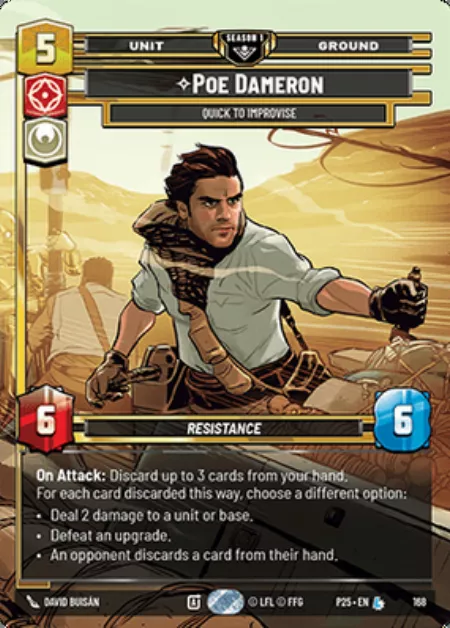 5
SEASON 1
UNIT GROUND
POE DAMERON
QUICK TO IMPROVISE
6
6
RESISTANCE
On Attack: Discard up to 3 cards from your hand.
For each card discarded this way, choose a different option:
• Deal 2 damage to a unit or base.
• Defeat an upgrade.
• An opponent discards a card from their hand.
DAVID BUISÁN © LFL © FFG P25 • EN 168